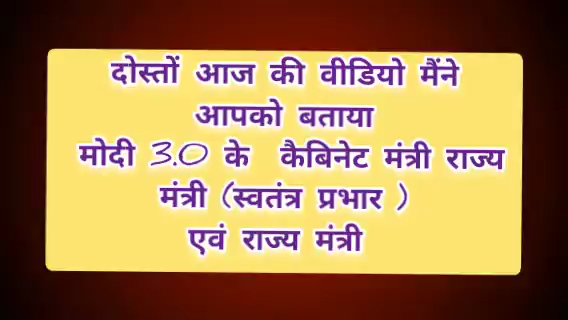 दोस्तों आज की वीडियो मैंने
आपको बताया
मोदी 3.0 के कैबिनेट मंत्री राज्य
मंत्री (स्वतंत्र प्रभार )
एवं राज्य मंत्री